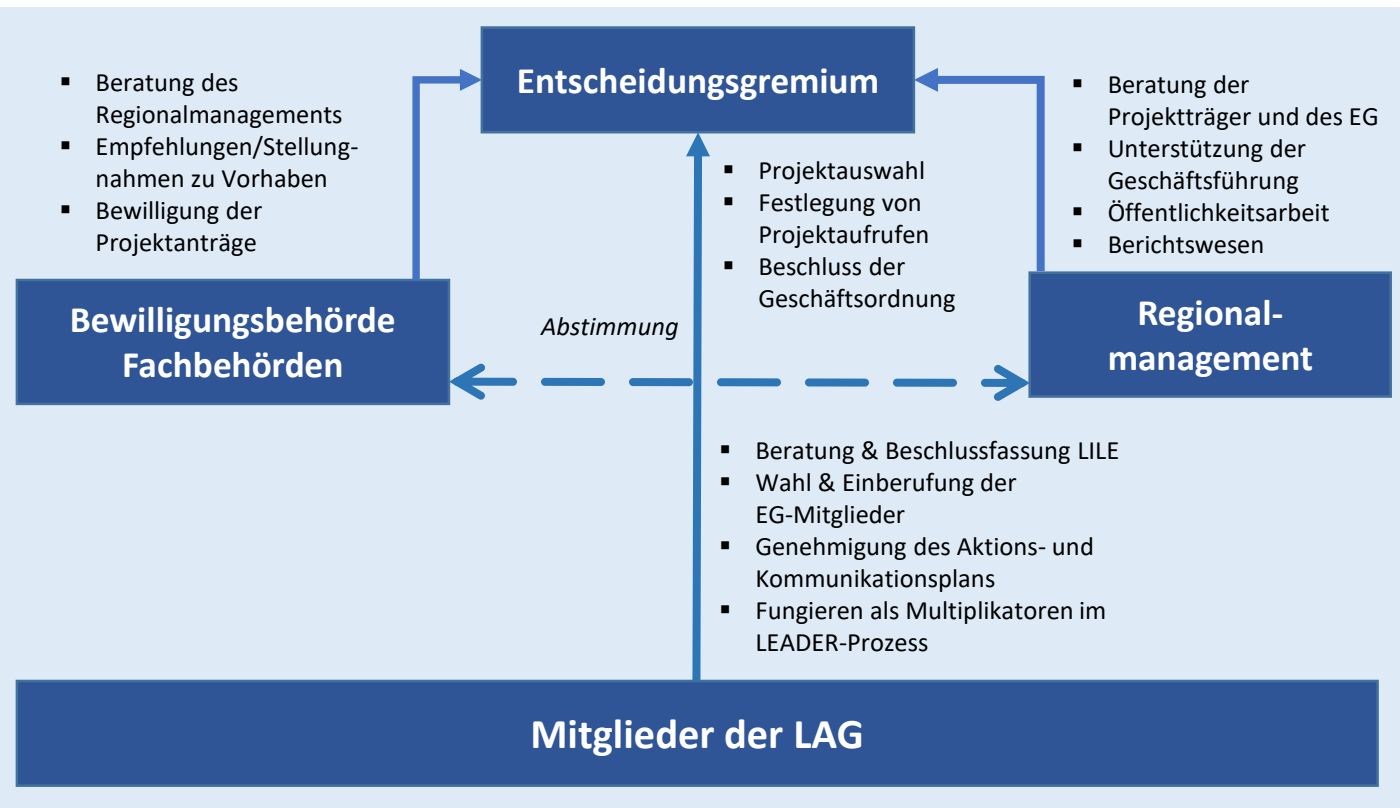 Entscheidungsgremium
▪ Beratung des
Regionalmanagements
▪ Empfehlungen/Stellung-
nahmen zu Vorhaben
▪ Bewilligung der
Projektanträge
▪ Projektauswahl
▪ Festlegung von
Projektaufrufen
▪ Beschluss der
Geschäftsordnung
▪ Beratung der
Projektträger und des EG
▪ Unterstützung der
Geschäftsführung
▪ Öffentlichkeitsarbeit
▪ Berichtswesen
Bewilligungsbehörde
Fachbehörden
Abstimmung
Regional-
management
▪ Beratung & Beschlussfassung LILE
▪ Wahl & Einberufung der
EG-Mitglieder
▪ Genehmigung des Aktions- und
Kommunikationsplans
▪ Fungieren als Multiplikatoren im
LEADER-Prozess
Mitglieder der LAG